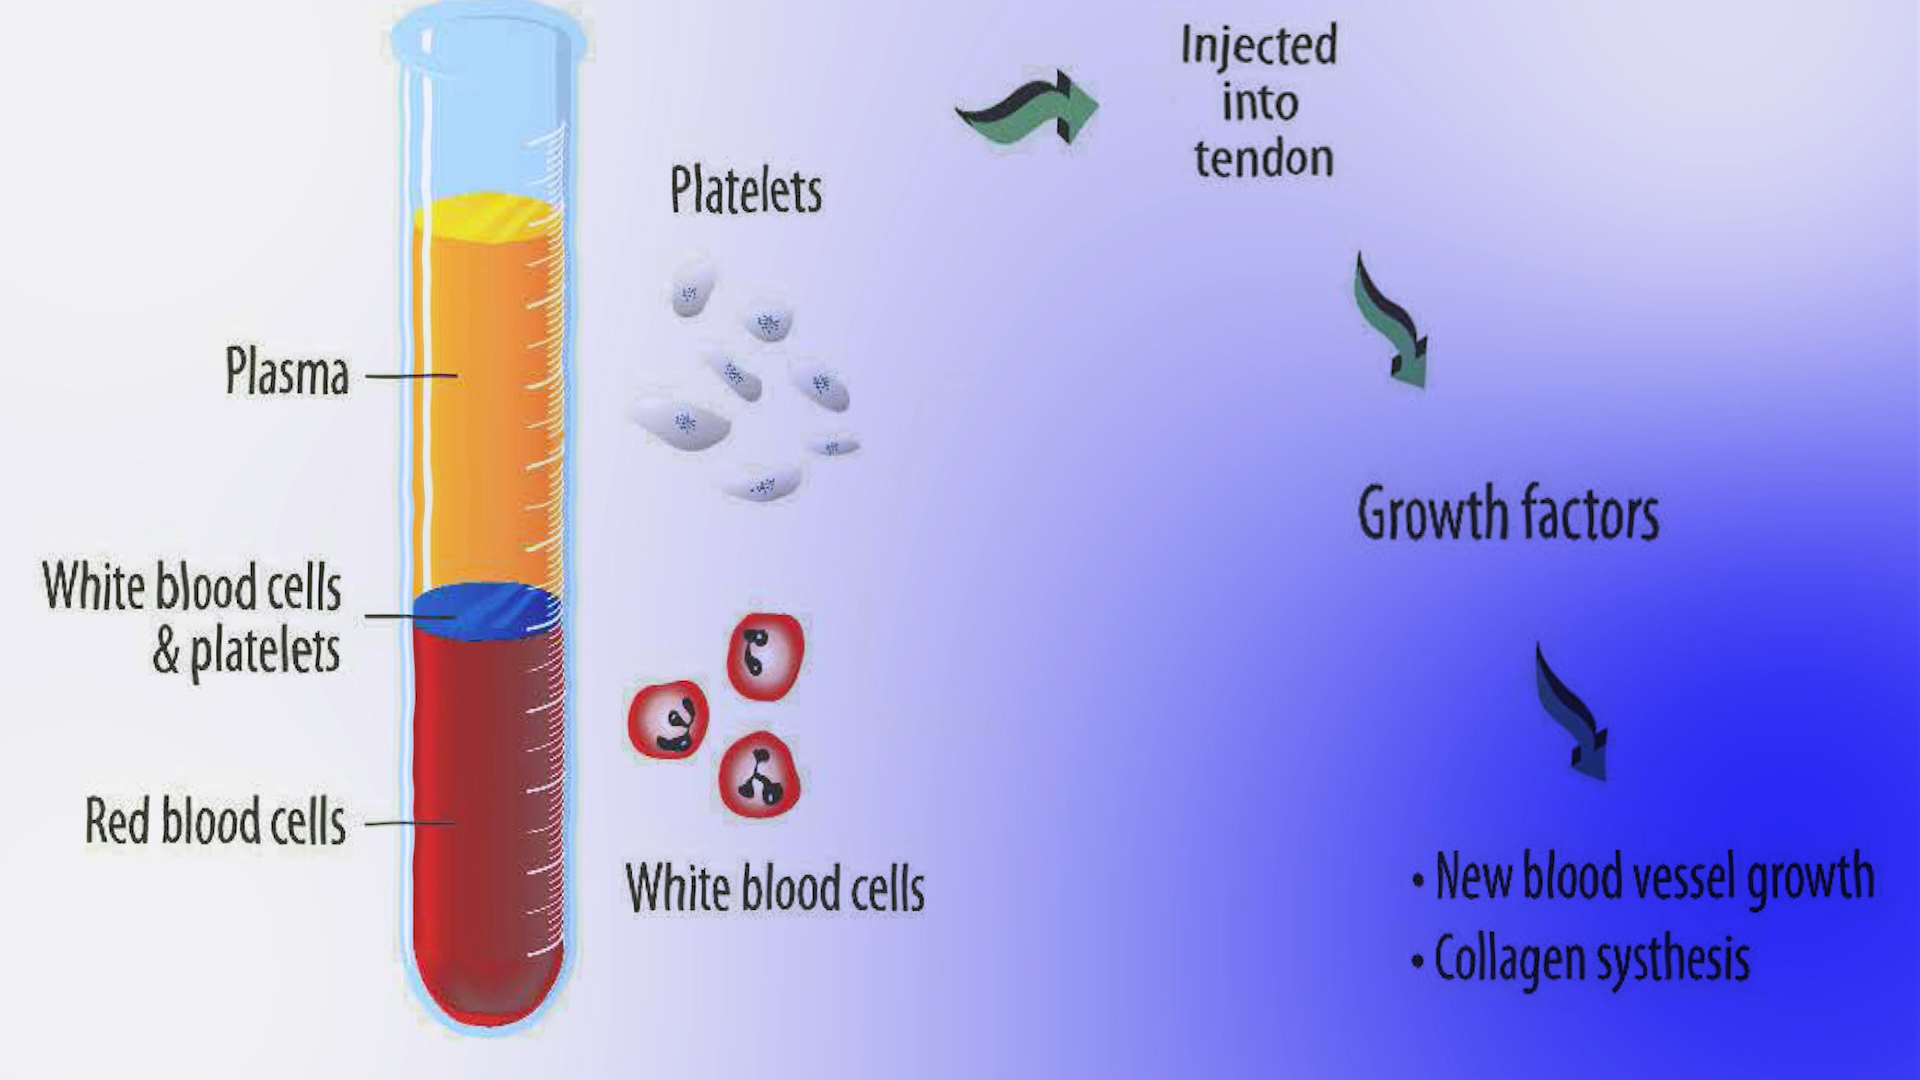 Injected
into
tendon
Platelets
Plasma
Growth factors
White blood cells
& platelets
Red blood cells
White blood cells
• New blood vessel growth
• Collagen systhesis